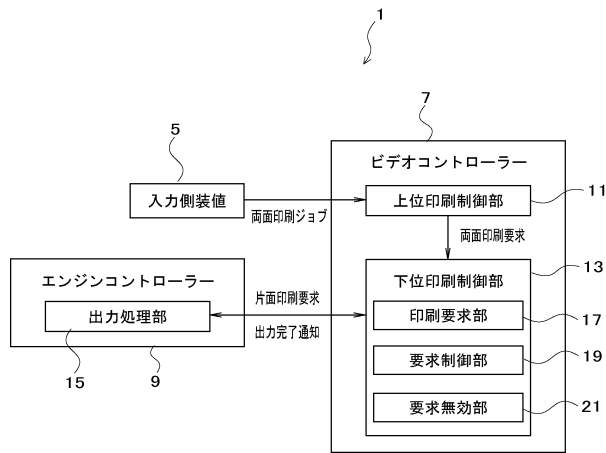 1
7
ビデオコントローラー
5
入力側装値
両面印刷ジョブ
上位印刷制御部
11
両面印刷要求
エンジンコントローラー
出力処理部
15
9
片面印刷要求
出力完了通知
下位印刷制御部
13
印刷要求部
17
要求制御部
19
要求無効部
21